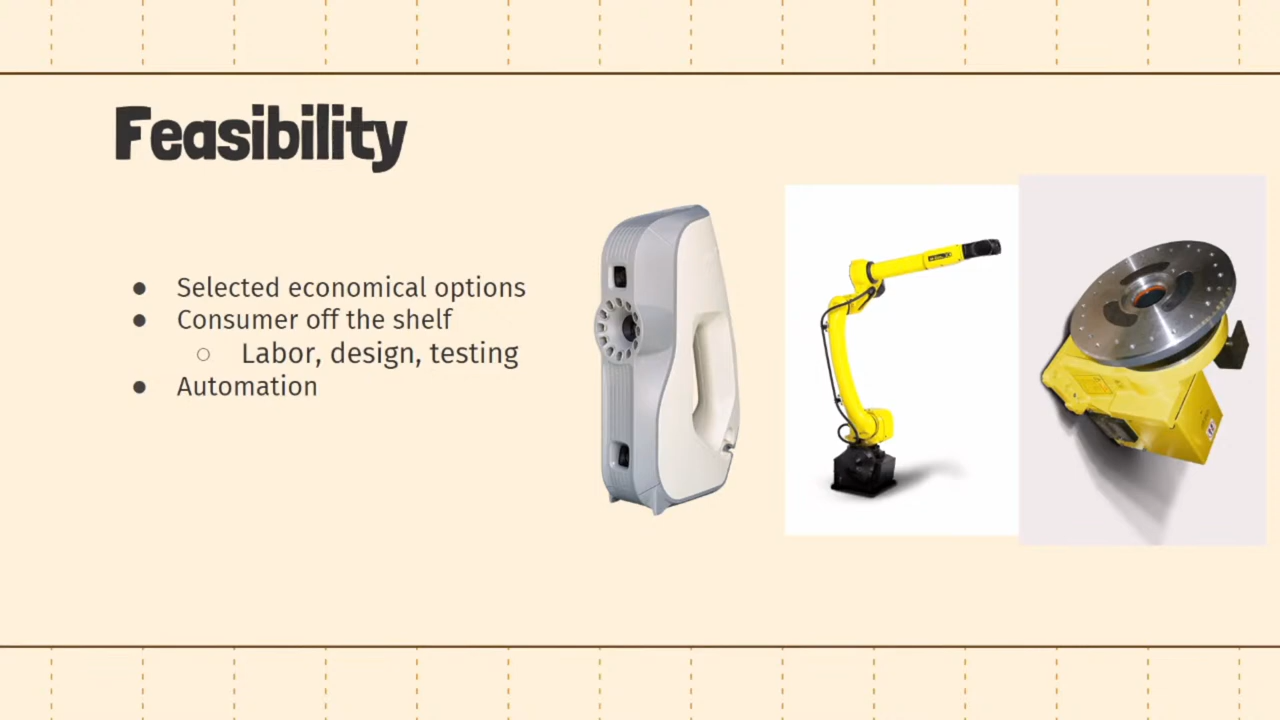 Feasibility
Selected economical options
Consumer off the shelf
Labor, design, testing
Automation